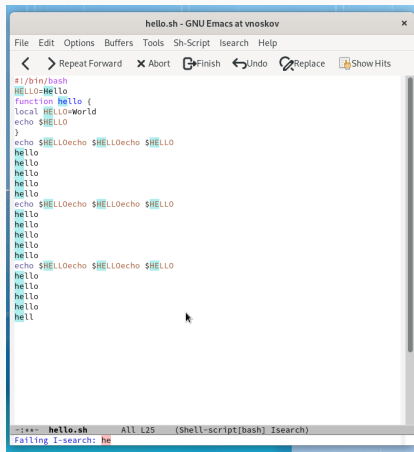 hello.sh - GNU Emacs at vnoskov ×
File Edit Options Buffers Tools Sh-Script Isearch Help
Repeat Forward Abort Finish Undo Replace Show Hits
#!/bin/bash
HELLO=Hello
function hello {
local HELLO=World
echo $HELLO
}
echo $HELLOecho $HELLOecho $HELLO
hello
hello
hello
hello
hello
echo $HELLOecho $HELLOecho $HELLO
hello
hello
hello
hello
hello
echo $HELLOecho $HELLOecho $HELLO
hello
hello
hello
hello
hell
-:**- hello.sh All L25 (Shell-script[bash] Isearch)
Failing I-search: he